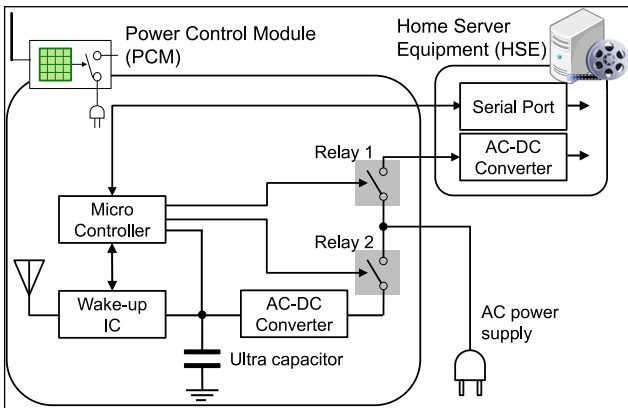 Power Control Module
(PCM)
Home Server
Equipment (HSE)
Serial Port
AC-DC
Converter
Relay 1
Micro
Controller
Relay 2
Wake-up
IC
AC-DC
Converter
AC power
supply
Ultra capacitor